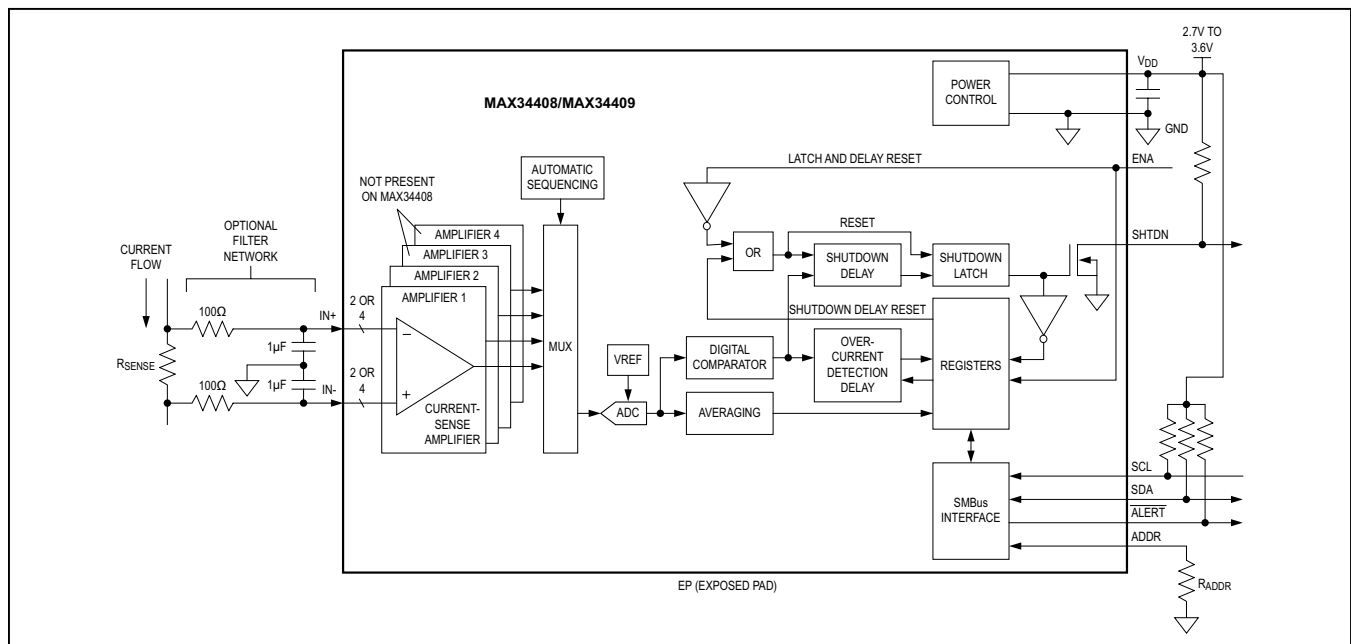 2.7V TO
3.6V
VDD
POWER
CONTROL
MAX34408/MAX34409
GND
LATCH AND DELAY RESET
ENA
AUTOMATIC
SEQUENCING
NOT PRESENT
ON MAX34408
OPTIONAL
FILTER
NETWORK
CURRENT
FLOW
AMPLIFIER 4
AMPLIFIER 3
AMPLIFIER 2
AMPLIFIER 1
OR
RESET
SHUTDOWN
DELAY
SHUTDOWN
LATCH
SHTDN
100Ω
IN+
2 OR
4
−
SHUTDOWN DELAY RESET
1µF
RSENSE
1µF
100Ω
IN-
2 OR
4
+
CURRENT-
SENSE
AMPLIFIER
MUX
VREF
ADC
DIGITAL
COMPARATOR
OVER-
CURRENT
DETECTION
DELAY
REGISTERS
AVERAGING
SCL
SDA
SMBus
INTERFACE
ALERT
ADDR
RADDR
EP (EXPOSED PAD)